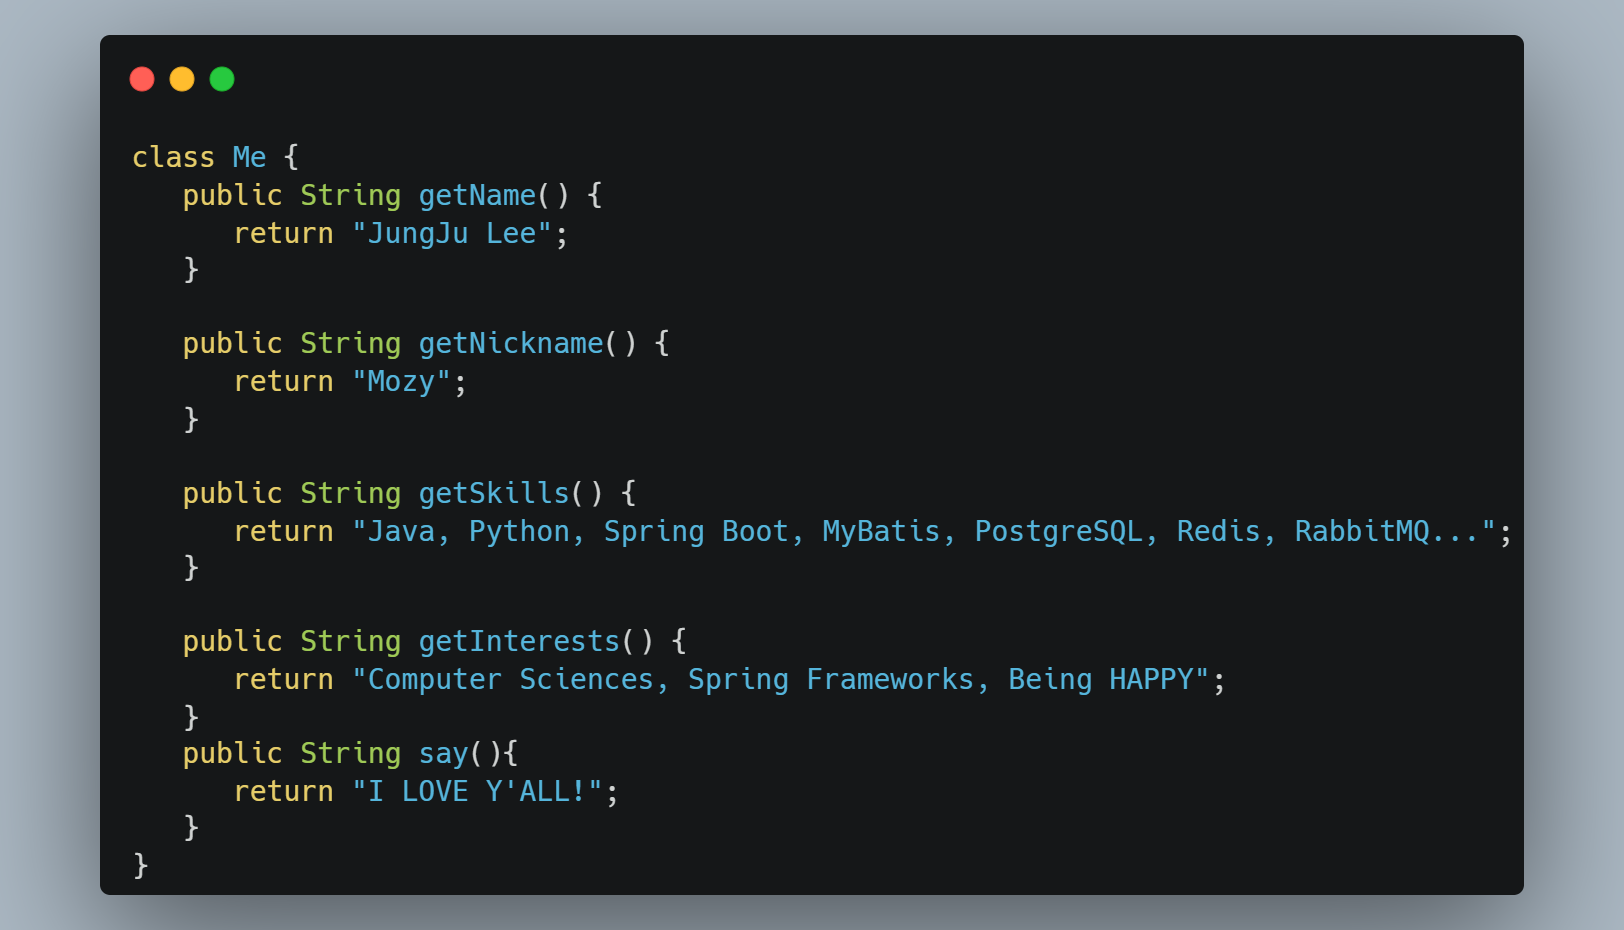 class Me {
   public String getName() {
      return "JungJu Lee";
   }

   public String getNickname() {
      return "Mozy";
   }

   public String getSkills() {
      return "Java, Python, Spring Boot, MyBatis, PostgreSQL, Redis, RabbitMQ...";
   }

   public String getInterests() {
      return "Computer Sciences, Spring Frameworks, Being HAPPY";
   }
   public String say(){
      return "I LOVE Y'ALL!";
   }
}